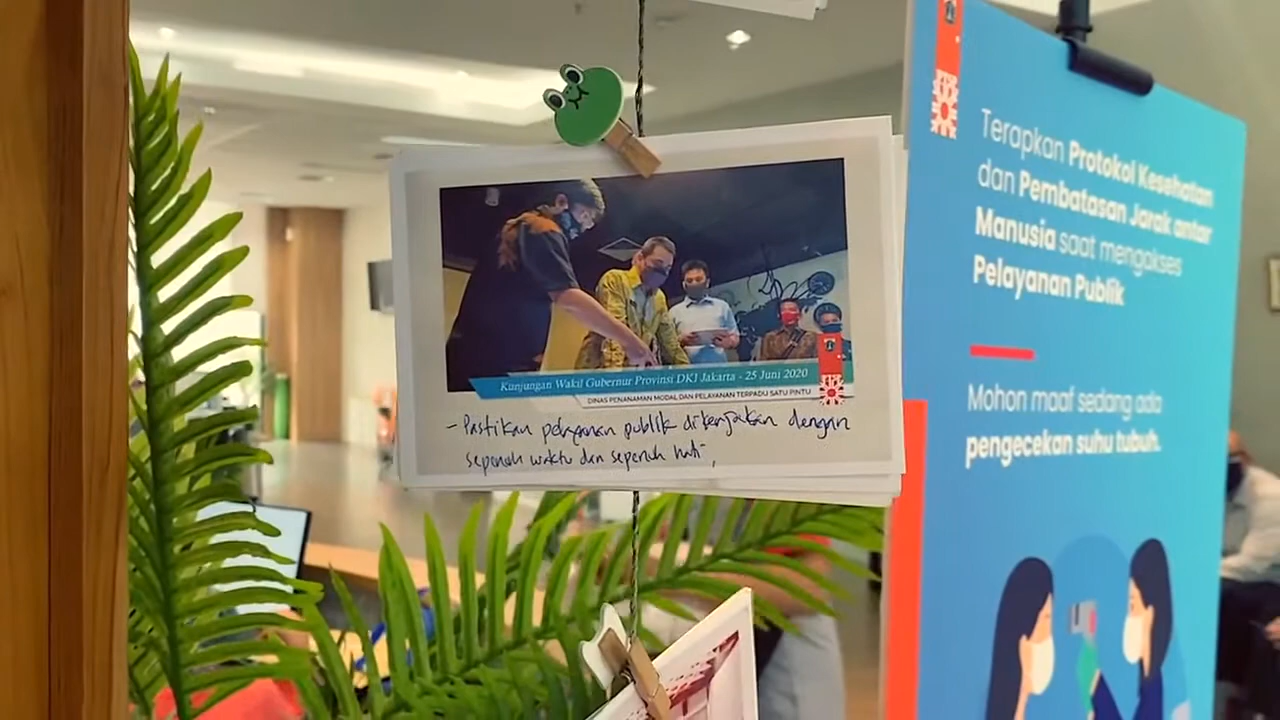 Kunjungan Wakil Gubernur Provinsi DKI Jakarta - 25 Juni 2020
DINAS PENANAMAN MODAL DAN PELAYANAN TERPADU SATU PINTU
- Pastikan pelayanan publik dikerjakan dengan
sepenuh waktu dan sepenuh hati,
Terapkan Protokol Kesehatan
dan Pembatasan Jarak antar
Manusia saat mengakses
Pelayanan Publik
Mohon maaf sedang ada
pengecekan suhu tubuh.